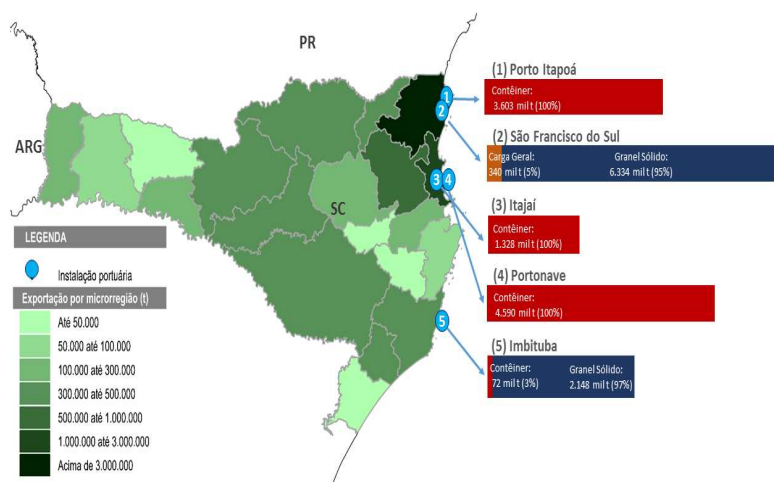 PR
ARG
SC
1
2
3 4
5
LEGENDA
Instalação portuária
Exportação por microrregião (t)
Até 50.000
50.000 até 100.000
100.000 até 300.000
300.000 até 500.000
500.000 até 1.000.000
1.000.000 até 3.000.000
Acima de 3.000.000
(1) Porto Itapoá
Contêiner:
3.603 mil t (100%)
(2) São Francisco do Sul
Carga Geral: Granel Sólido:
340 mil t (5%) 6.334 mil t (95%)
(3) Itajaí
Contêiner:
1.328 mil t (100%)
(4) Portonave
Contêiner:
4.590 mil t (100%)
(5) Imbituba
Contêiner: Granel Sólido:
72 mil t (3%) 2.148 mil t (97%)